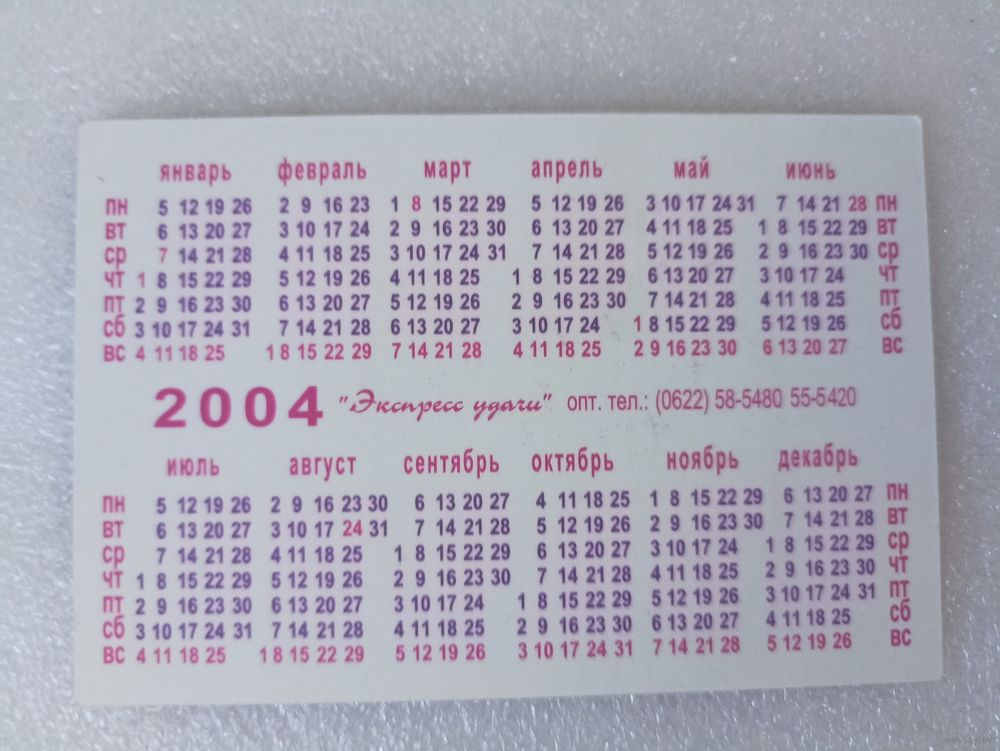 январь февраль март апрель май июнь
ПН 5 12 19 26 2 9 16 23 1 8 15 22 29 5 12 19 26 3 10 17 24 31 7 14 21 28 ПН
ВТ 6 13 20 27 3 10 17 24 2 9 16 23 30 6 13 20 27 4 11 18 25 1 8 15 22 29 ВТ
СР 7 14 21 28 4 11 18 25 3 10 17 24 31 7 14 21 28 5 12 19 26 2 9 16 23 30 СР
ЧТ 1 8 15 22 29 5 12 19 26 4 11 18 25 1 8 15 22 29 6 13 20 27 3 10 17 24 ЧТ
ПТ 2 9 16 23 30 6 13 20 27 5 12 19 26 2 9 16 23 30 7 14 21 28 4 11 18 25 ПТ
СБ 3 10 17 24 31 7 14 21 28 6 13 20 27 3 10 17 24 1 8 15 22 29 5 12 19 26 СБ
ВС 4 11 18 25 1 8 15 22 29 7 14 21 28 4 11 18 25 2 9 16 23 30 6 13 20 27 ВС
2004 "Экспресс удачи" опт. тел.: (0622) 58-5480 55-5420
июль август сентябрь октябрь ноябрь декабрь
ПН 5 12 19 26 2 9 16 23 30 6 13 20 27 4 11 18 25 1 8 15 22 29 6 13 20 27 ПН
ВТ 6 13 20 27 3 10 17 24 31 7 14 21 28 5 12 19 26 2 9 16 23 30 7 14 21 28 ВТ
СР 7 14 21 28 4 11 18 25 1 8 15 22 29 6 13 20 27 3 10 17 24 1 8 15 22 29 СР
ЧТ 1 8 15 22 29 5 12 19 26 2 9 16 23 30 7 14 21 28 4 11 18 25 2 9 16 23 30 ЧТ
ПТ 2 9 16 23 30 6 13 20 27 3 10 17 24 1 8 15 22 29 5 12 19 26 3 10 17 24 31 ПТ
СБ 3 10 17 24 31 7 14 21 28 4 11 18 25 2 9 16 23 30 6 13 20 27 4 11 18 25 СБ
ВС 4 11 18 25 1 8 15 22 29 5 12 19 26 3 10 17 24 31 7 14 21 28 5 12 19 26 ВС